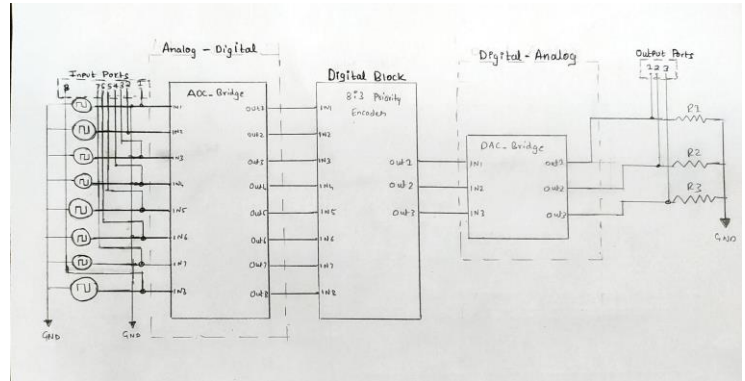 Analog - Digital
Digital - Analog
Output Ports
1 2 3
Input Ports
8 7 6 5 4 3 2 1
Digital Block
ADC_Bridge
8:3 Priority
Encoder
DAC_Bridge
IN1
IN2
IN3
IN4
IN5
IN6
IN7
IN8
Out1
Out2
Out3
Out4
Out5
Out6
Out7
Out8
IN1
IN2
IN3
IN4
IN5
IN6
IN7
IN8
Out1
Out2
Out3
IN1
IN2
IN3
Out1
Out2
Out3
R1
R2
R3
GND
GND
GND